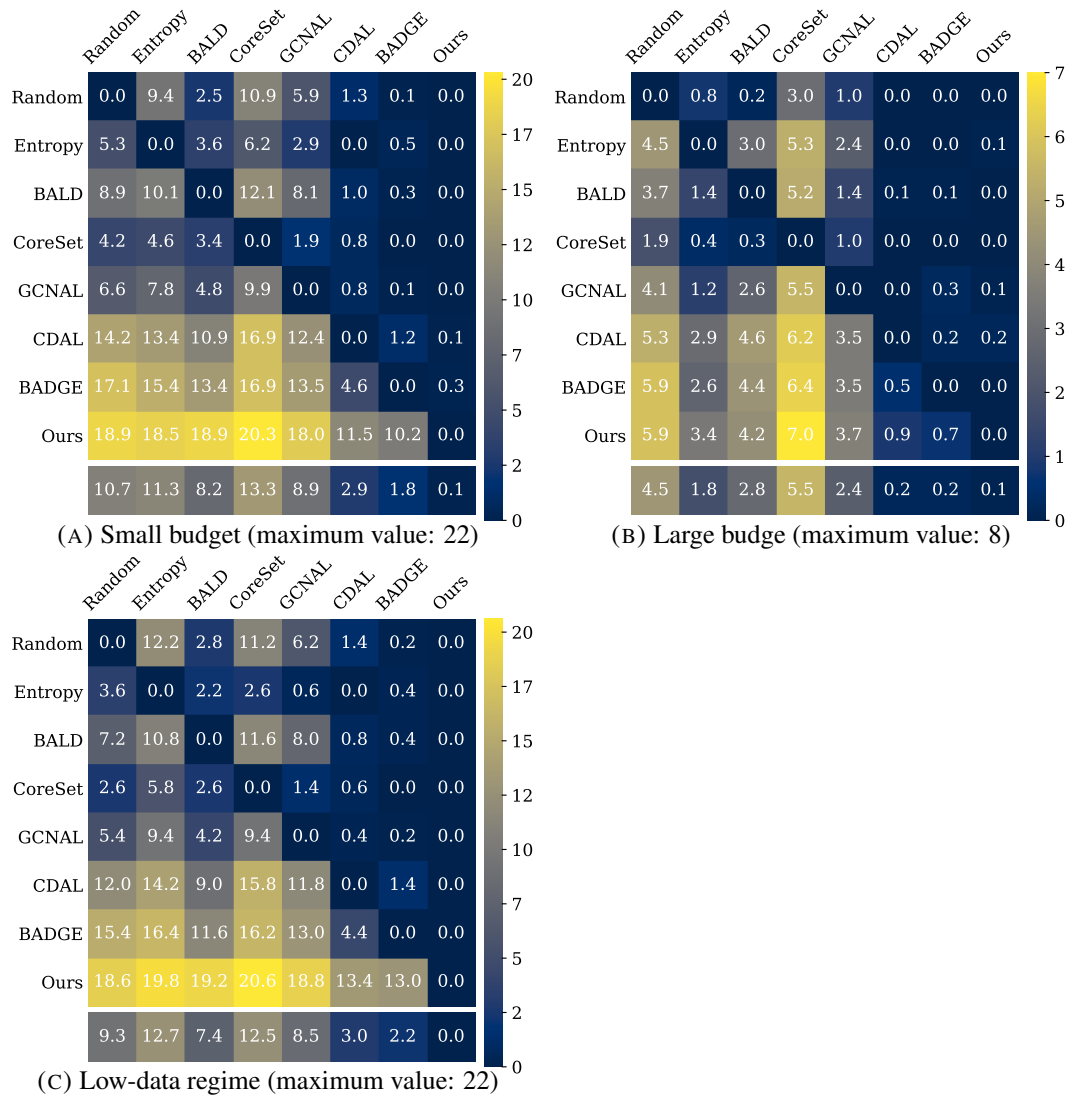 Random Entropy BALD CoreSet GCNAL CDAL BADGE Ours
Random 0.0 9.4 2.5 10.9 5.9 1.3 0.1 0.0
Entropy 5.3 0.0 3.6 6.2 2.9 0.0 0.5 0.0
BALD 8.9 10.1 0.0 12.1 8.1 1.0 0.3 0.0
CoreSet 4.2 4.6 3.4 0.0 1.9 0.8 0.0 0.0
GCNAL 6.6 7.8 4.8 9.9 0.0 0.8 0.1 0.0
CDAL 14.2 13.4 10.9 16.9 12.4 0.0 1.2 0.1
BADGE 17.1 15.4 13.4 16.9 13.5 4.6 0.0 0.3
Ours 18.9 18.5 18.9 20.3 18.0 11.5 10.2 0.0
10.7 11.3 8.2 13.3 8.9 2.9 1.8 0.1
20
17
15
12
10
7
5
2
0
(A) Small budget (maximum value: 22)
Random Entropy BALD CoreSet GCNAL CDAL BADGE Ours
Random 0.0 0.8 0.2 3.0 1.0 0.0 0.0 0.0
Entropy 4.5 0.0 3.0 5.3 2.4 0.0 0.0 0.1
BALD 3.7 1.4 0.0 5.2 1.4 0.1 0.1 0.0
CoreSet 1.9 0.4 0.3 0.0 1.0 0.0 0.0 0.0
GCNAL 4.1 1.2 2.6 5.5 0.0 0.0 0.3 0.1
CDAL 5.3 2.9 4.6 6.2 3.5 0.0 0.2 0.2
BADGE 5.9 2.6 4.4 6.4 3.5 0.5 0.0 0.0
Ours 5.9 3.4 4.2 7.0 3.7 0.9 0.7 0.0
4.5 1.8 2.8 5.5 2.4 0.2 0.2 0.1
7
6
5
4
3
2
1
0
(B) Large budge (maximum value: 8)
Random Entropy BALD CoreSet GCNAL CDAL BADGE Ours
Random 0.0 12.2 2.8 11.2 6.2 1.4 0.2 0.0
Entropy 3.6 0.0 2.2 2.6 0.6 0.0 0.4 0.0
BALD 7.2 10.8 0.0 11.6 8.0 0.8 0.4 0.0
CoreSet 2.6 5.8 2.6 0.0 1.4 0.6 0.0 0.0
GCNAL 5.4 9.4 4.2 9.4 0.0 0.4 0.2 0.0
CDAL 12.0 14.2 9.0 15.8 11.8 0.0 1.4 0.0
BADGE 15.4 16.4 11.6 16.2 13.0 4.4 0.0 0.0
Ours 18.6 19.8 19.2 20.6 18.8 13.4 13.0 0.0
9.3 12.7 7.4 12.5 8.5 3.0 2.2 0.0
20
17
15
12
10
7
5
2
0
(C) Low-data regime (maximum value: 22)